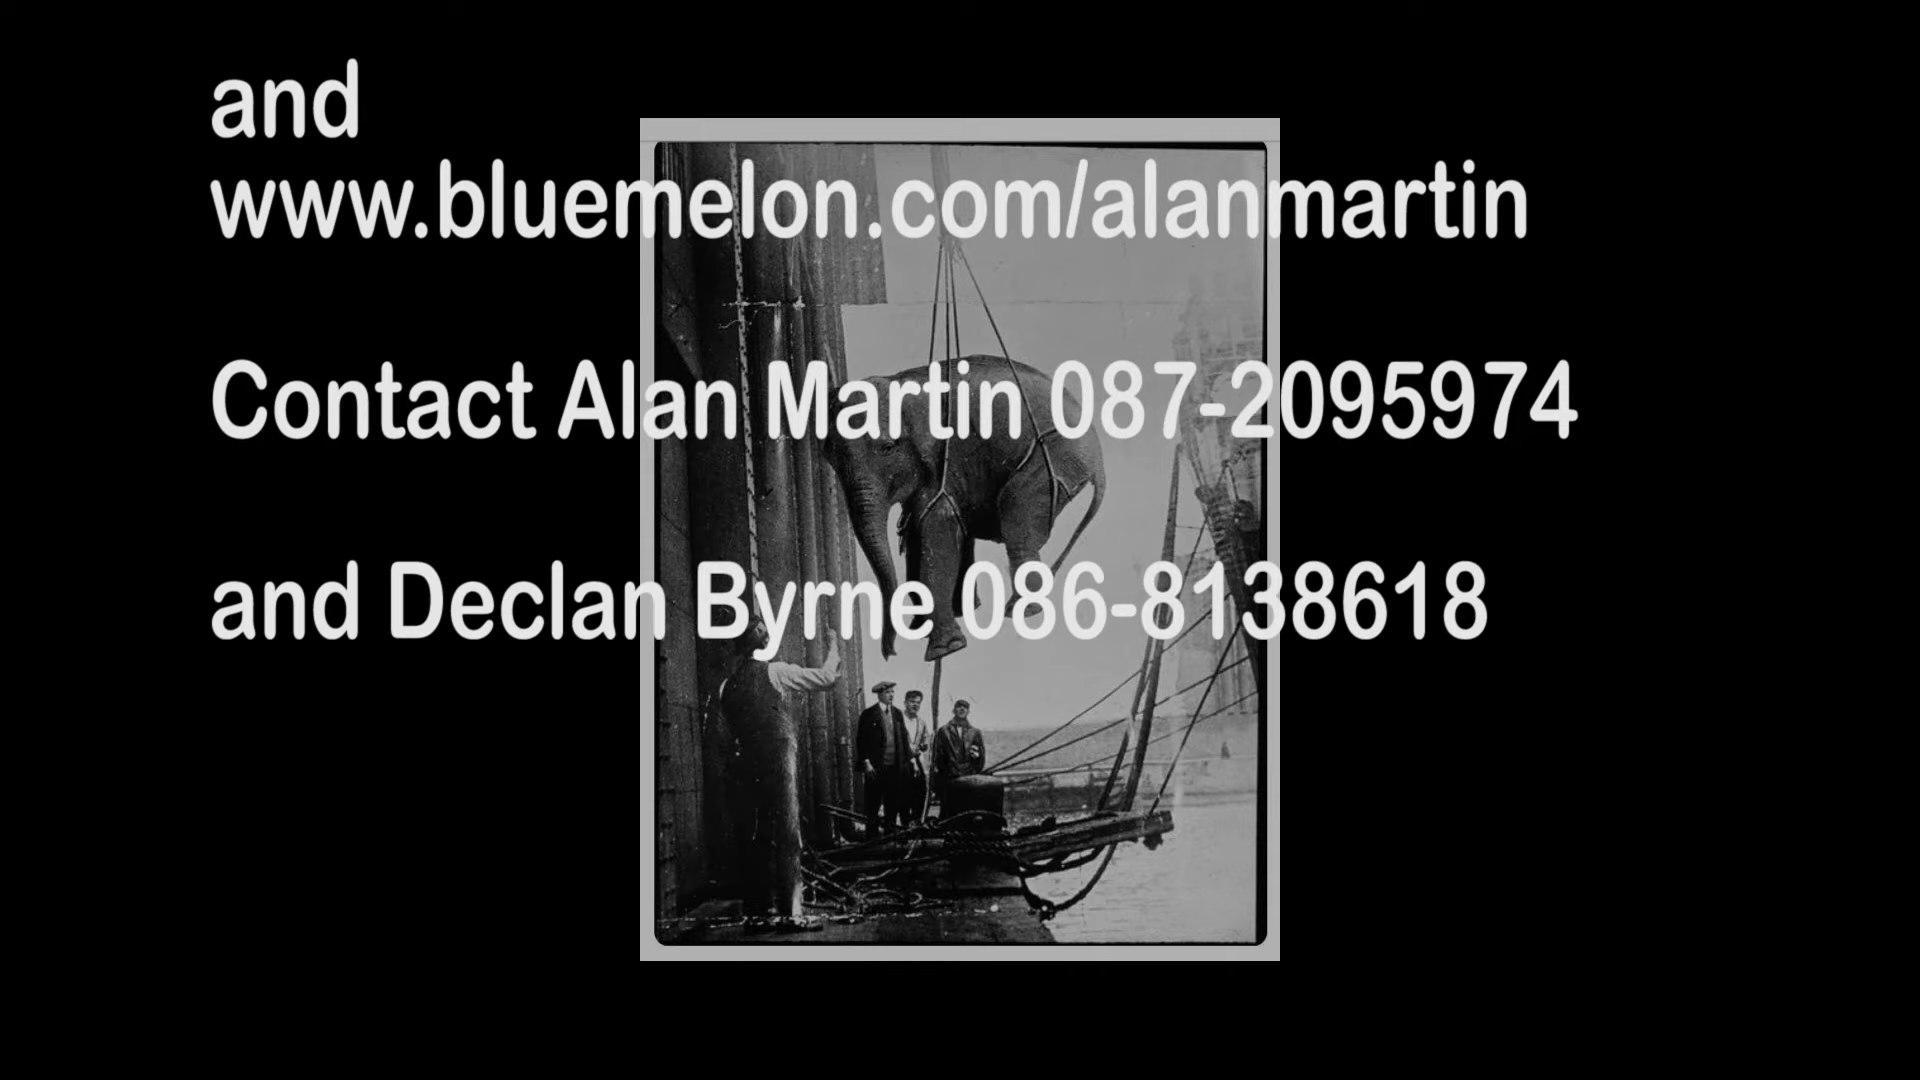 and
www.bluemelon.com/alanmartin
Contact Alan Martin 087-2095974
and Declan Byrne 086-8138618